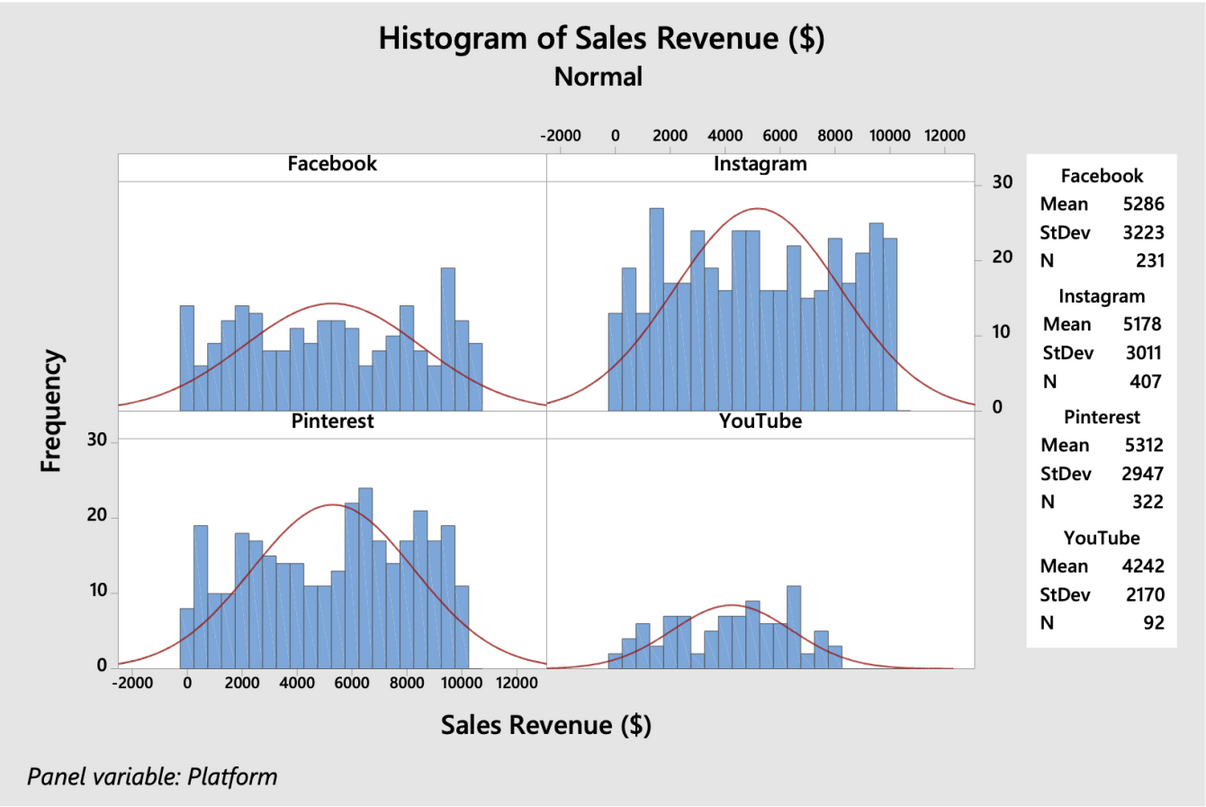 Histogram of Sales Revenue ($)
Normal
-2000 0 2000 4000 6000 8000 10000 12000
Facebook
Instagram
30
20
10
0
Pinterest
YouTube
30
20
10
0
-2000 0 2000 4000 6000 8000 10000 12000
Frequency
Sales Revenue ($)
Facebook
Mean 5286
StDev 3223
N 231
Instagram
Mean 5178
StDev 3011
N 407
Pinterest
Mean 5312
StDev 2947
N 322
YouTube
Mean 4242
StDev 2170
N 92
Panel variable: Platform